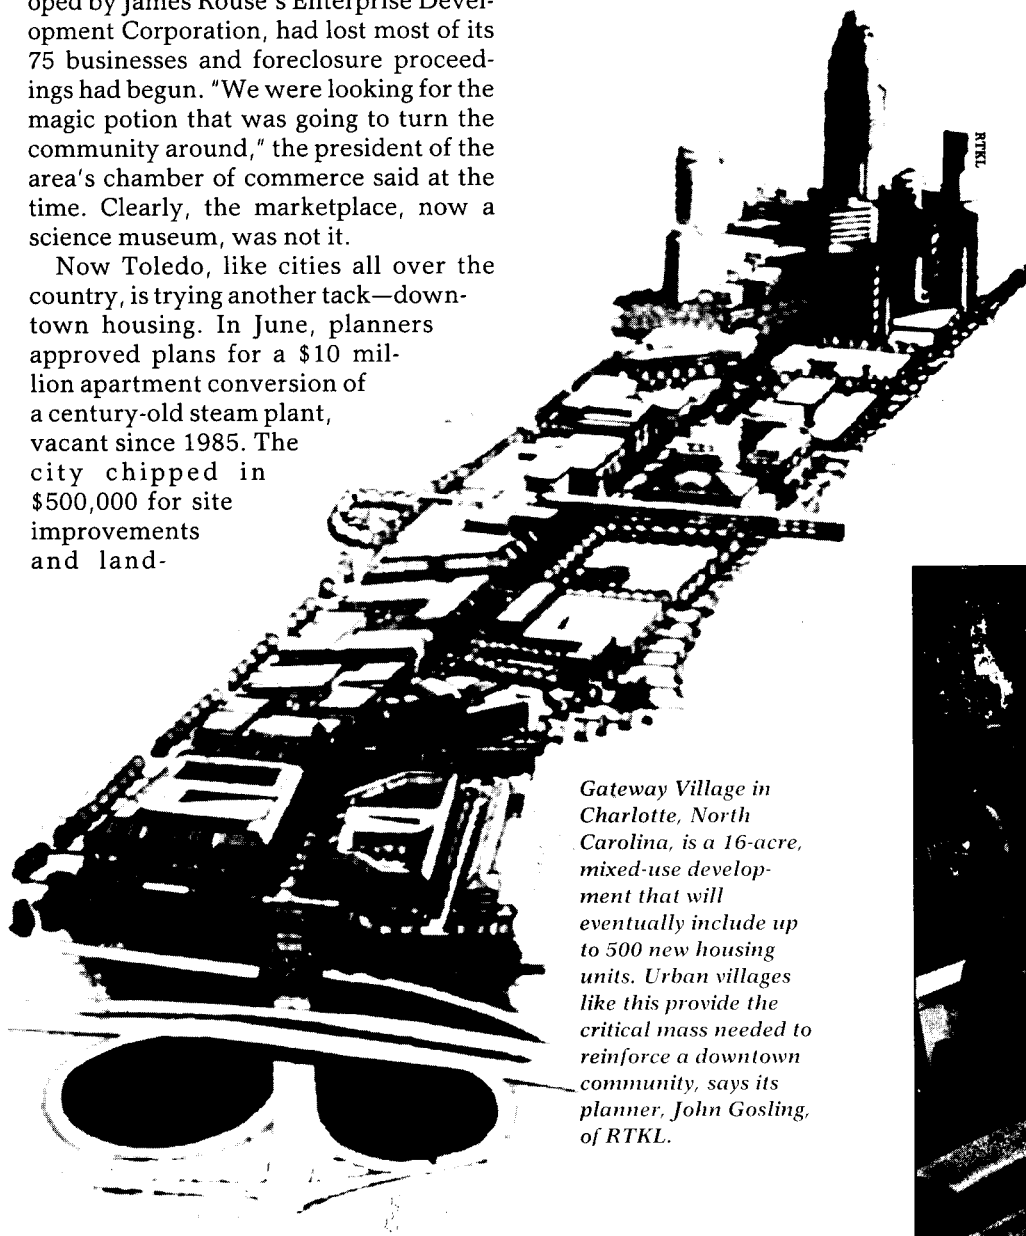 oped by James Rouse's Enterprise Devel-
opment Corporation, had lost most of its
75 businesses and foreclosure proceed-
ings had begun. "We were looking for the
magic potion that was going to turn the
community around," the president of the
area's chamber of commerce said at the
time. Clearly, the marketplace, now a
science museum, was not it.
Now Toledo, like cities all over the
country, is trying another tack—down-
town housing. In June, planners
approved plans for a $10 mil-
lion apartment conversion of
a century-old steam plant,
vacant since 1985. The
city chipped in
$500,000 for site
improvements
and land-
RTKL
Gateway Village in
Charlotte, North
Carolina, is a 16-acre,
mixed-use develop-
ment that will
eventually include up
to 500 new housing
units. Urban villages
like this provide the
critical mass needed to
reinforce a downtown
community, says its
planner, John Gosling,
of RTKL.